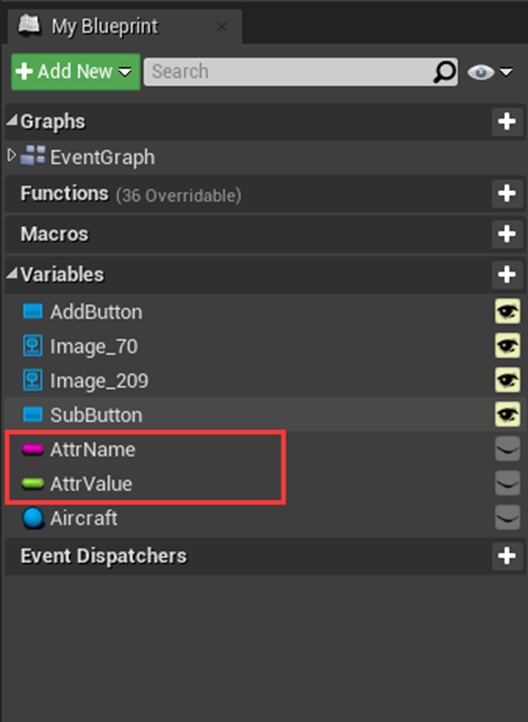 My Blueprint
Add New
Search
Graphs
EventGraph
Functions (36 Overridable)
Macros
Variables
AddButton
Image_70
Image_209
SubButton
AttrName
AttrValue
Aircraft
Event Dispatchers